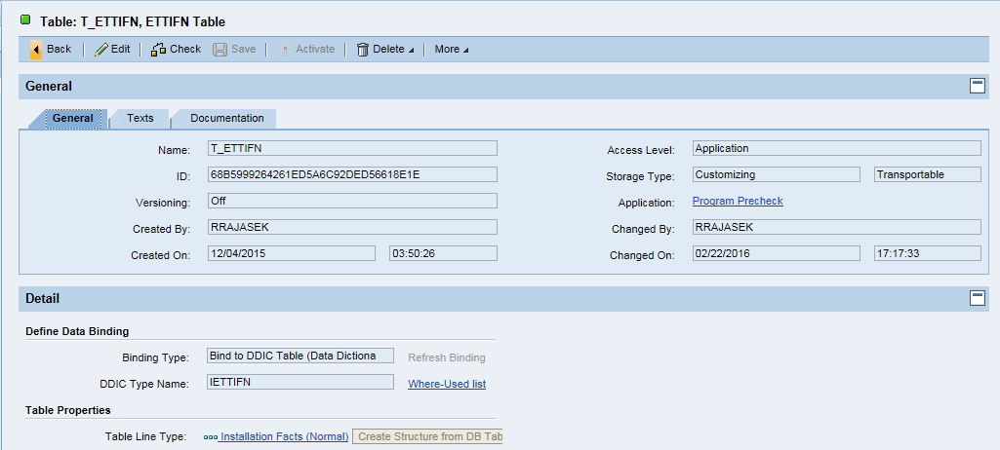 Table: T_ETTIFN, ETTIFN Table
Back Edit Check Save Activate Delete More
General
General Texts Documentation
Name: T_ETTIFN Access Level: Application
ID: 68B5999264261ED5A6C92DED56618E1E Storage Type: Customizing Transportable
Versioning: Off Application: Program Precheck
Created By: RRAJASEK Changed By: RRAJASEK
Created On: 12/04/2015 03:50:26 Changed On: 02/22/2016 17:17:33
Detail
Define Data Binding
Binding Type: Bind to DDIC Table (Data Dictiona Refresh Binding
DDIC Type Name: IETTIFN Where-Used list
Table Properties
Table Line Type: Installation Facts (Normal) Create Structure from DB Tab